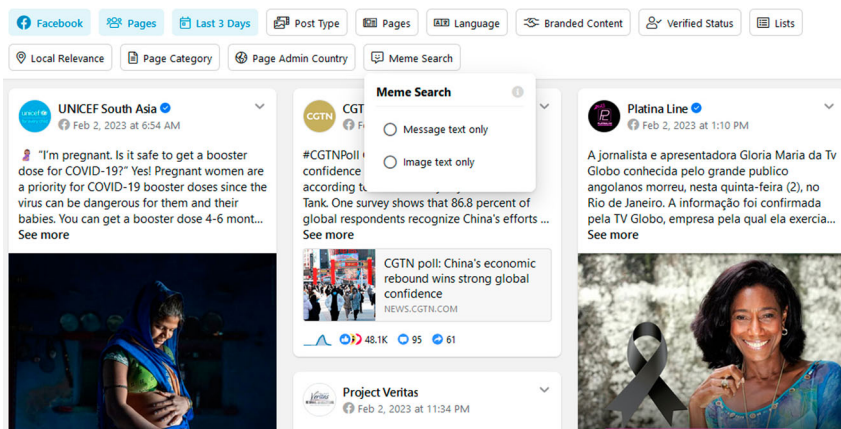 Facebook
Pages
Last 3 Days
Post Type
Pages
Language
Branded Content
Verified Status
Lists
Local Relevance
Page Category
Page Admin Country
Meme Search
Meme Search
Message text only
Image text only
unicef
UNICEF South Asia
Feb 2, 2023 at 6:54 AM
"I'm pregnant. Is it safe to get a booster
dose for COVID-19?" Yes! Pregnant women are
a priority for COVID-19 booster doses since the
virus can be dangerous for them and their
babies. You can get a booster dose 4-6 mont...
See more
CGTN
CGT
#CGTNPoll
confidence
according to
Tank. One survey shows that 86.8 percent of
global respondents recognize China's efforts ...
See more
CGTN poll: China's economic
rebound wins strong global
confidence
NEWS.CGTN.COM
48.1K
95
61
Project Veritas
Feb 2, 2023 at 11:34 PM
Platina Line
Feb 2, 2023 at 1:10 PM
A jornalista e apresentadora Gloria Maria da Tv
Globo conhecida pelo grande publico
angolanos morreu, nesta quinta-feira (2), no
Rio de Janeiro. A informação foi confirmada
pela TV Globo, empresa pela qual ela exercia...
See more